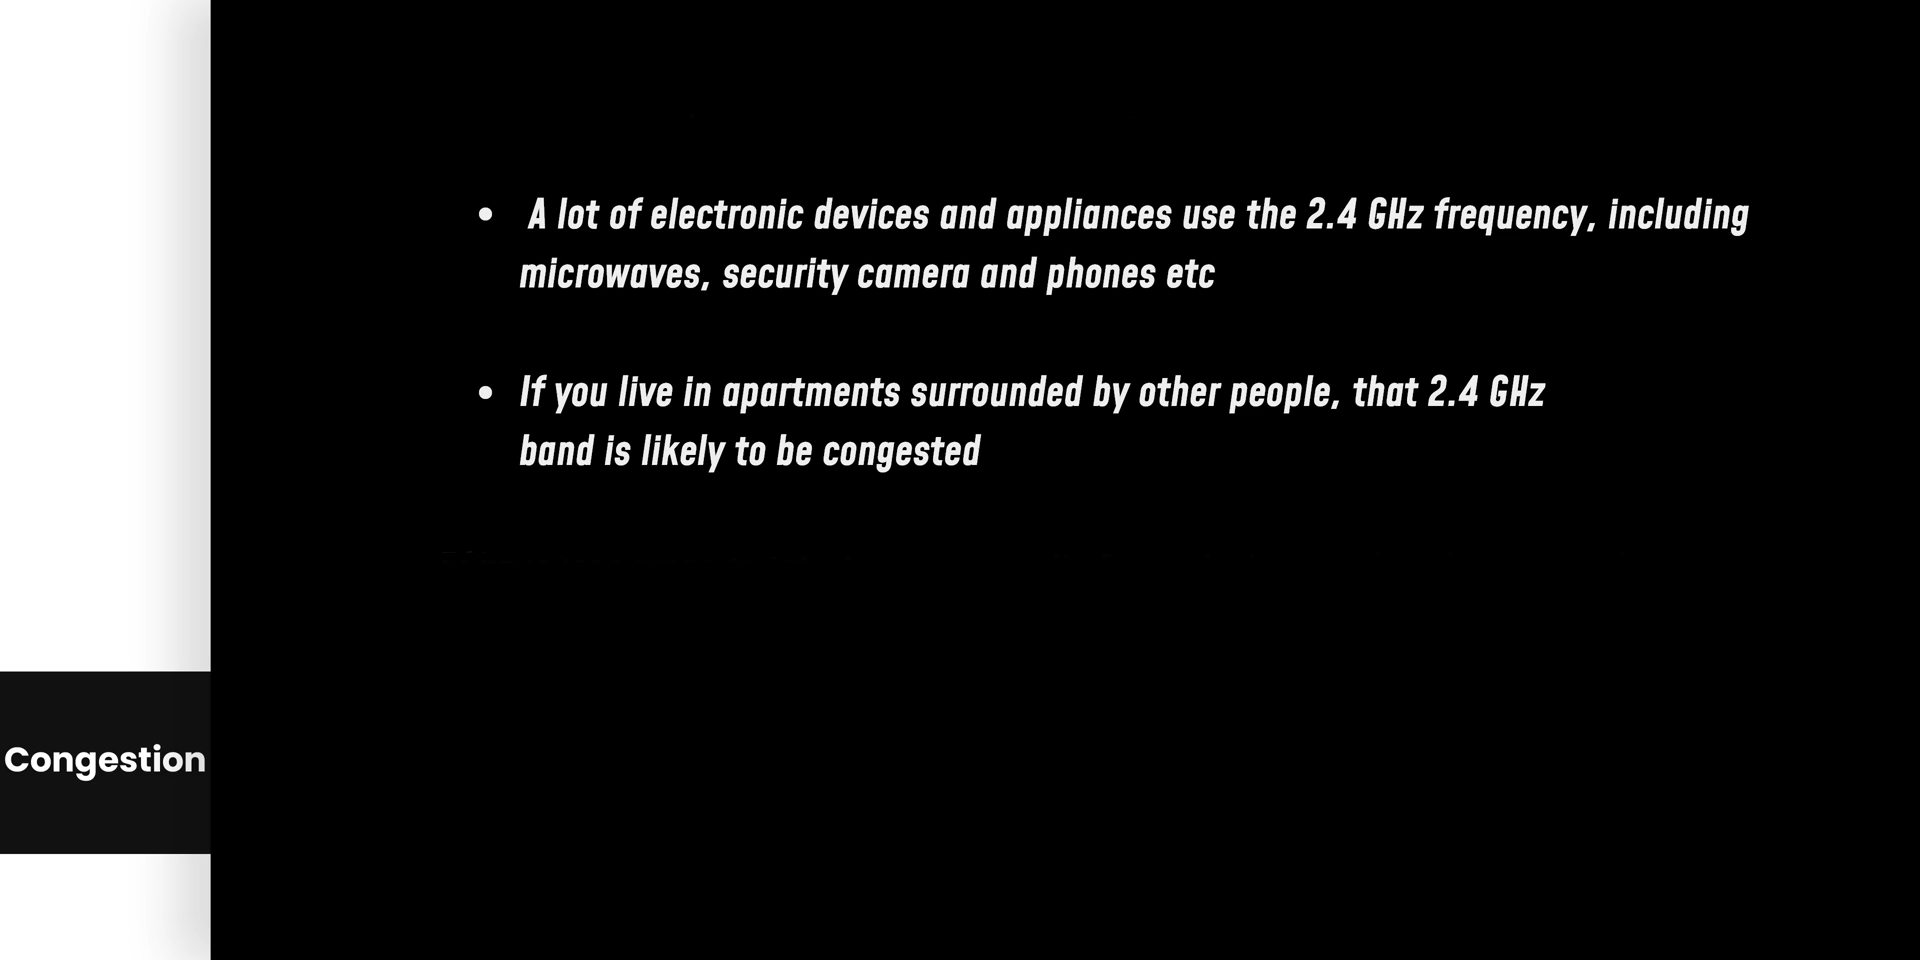 • A lot of electronic devices and appliances use the 2.4 GHz frequency, including
microwaves, security camera and phones etc
• If you live in apartments surrounded by other people, that 2.4 GHz
band is likely to be congested
Congestion